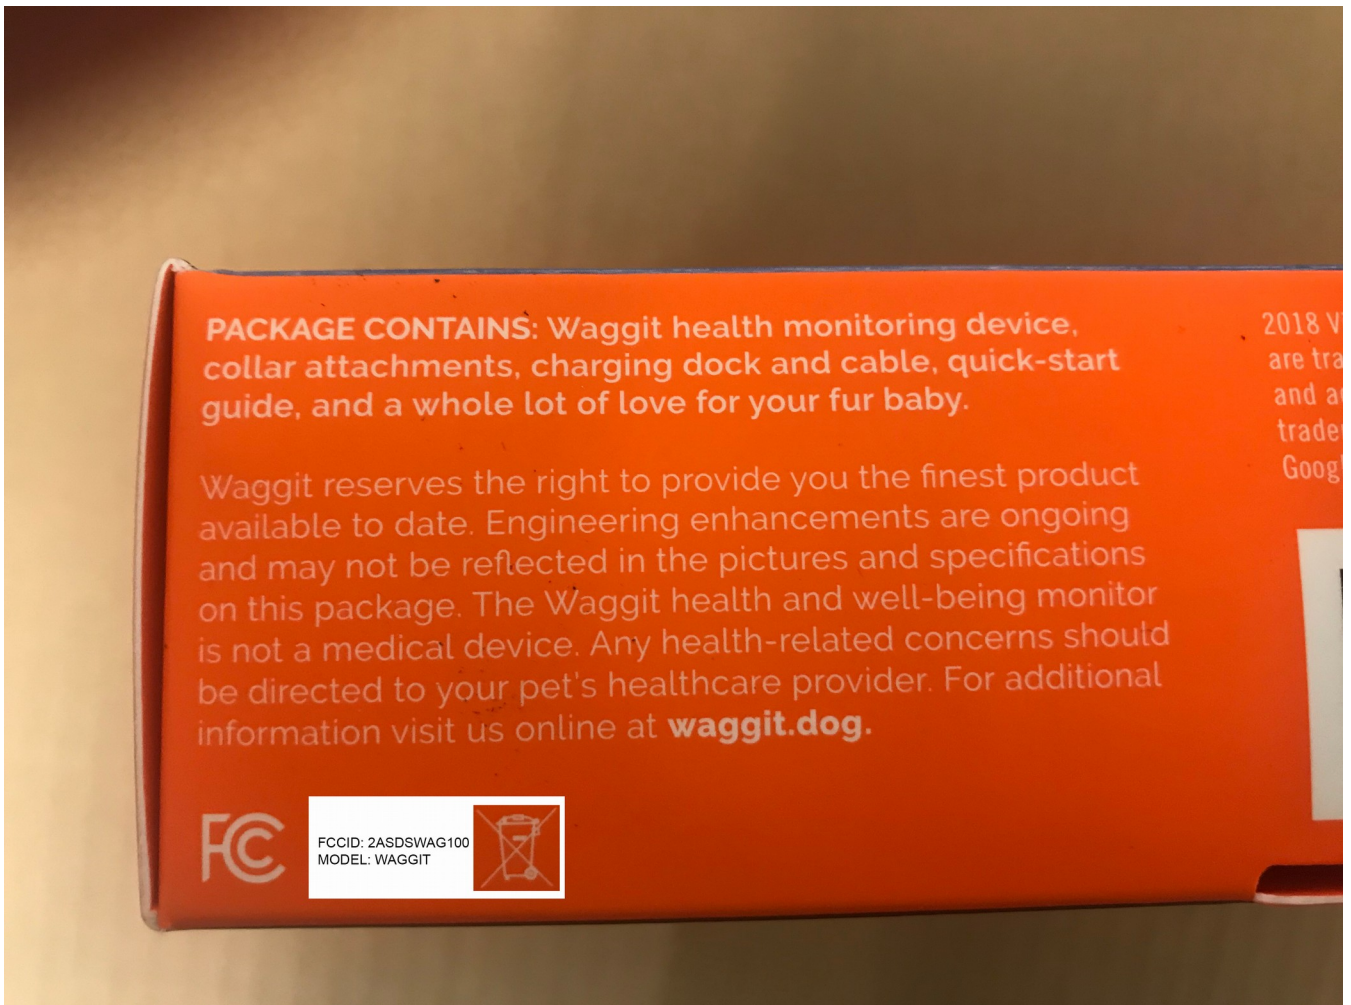 PACKAGE CONTAINS: Waggit health monitoring device,
collar attachments, charging dock and cable, quick-start
guide, and a whole lot of love for your fur baby.
Waggit reserves the right to provide you the finest product
available to date. Engineering enhancements are ongoing
and may not be reflected in the pictures and specifications
on this package. The Waggit health and well-being monitor
is not a medical device. Any health-related concerns should
be directed to your pet's healthcare provider. For additional
information visit us online at waggit.dog.
FC
FCCID: 2ASDSWAG100
MODEL: WAGGIT
2018
are
and